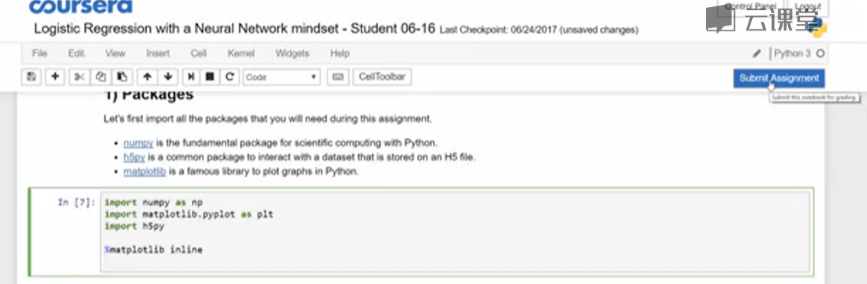 coursera
Control Panel Logout
云课堂
Logistic Regression with a Neural Network mindset - Student 06-16 Last Checkpoint: 06/24/2017 (unsaved changes)
File Edit View Insert Cell Kernel Widgets Help Python 3
Code CellToolbar Submit Assignment
Submit this notebook for grading.
1) Packages
Let's first import all the packages that you will need during this assignment.
• numpy is the fundamental package for scientific computing with Python.
• h5py is a common package to interact with a dataset that is stored on an H5 file.
• matplotlib is a famous library to plot graphs in Python.
In [7]: import numpy as np
import matplotlib.pyplot as plt
import h5py
%matplotlib inline